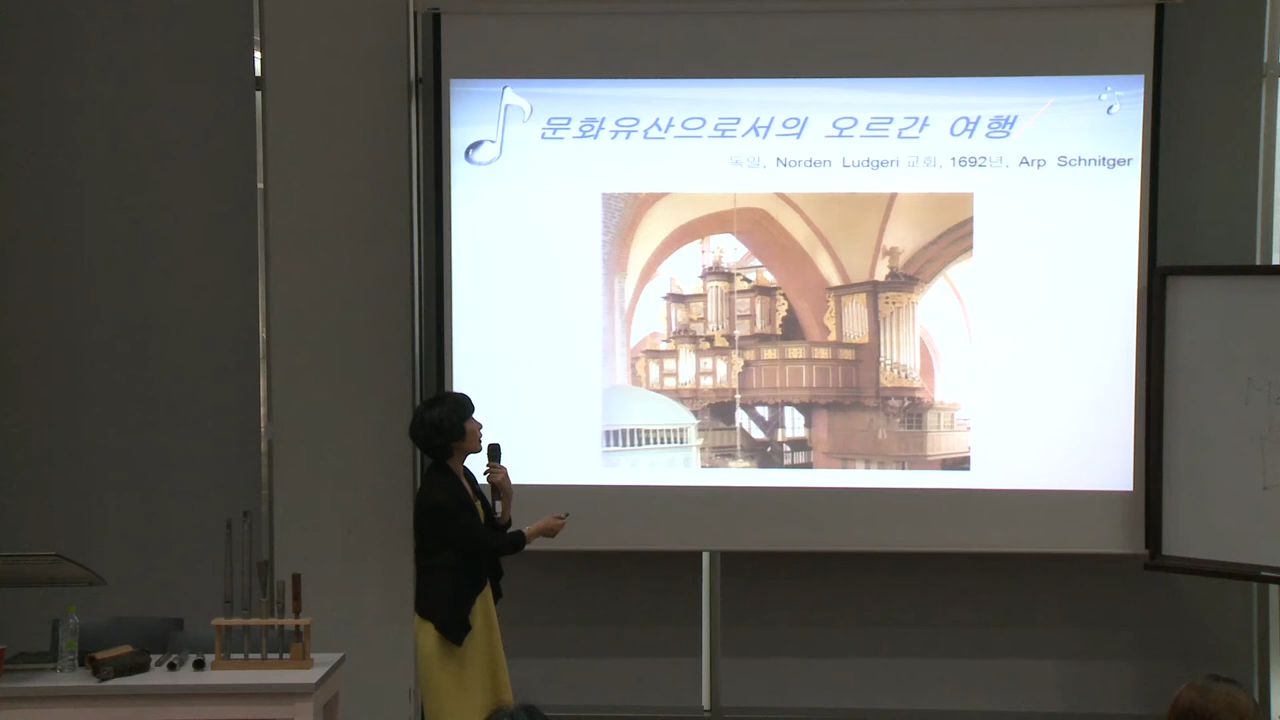 문화유산으로서의 오르간 여행
독일, Norden Ludgeri 교회, 1692년, Arp Schnitger